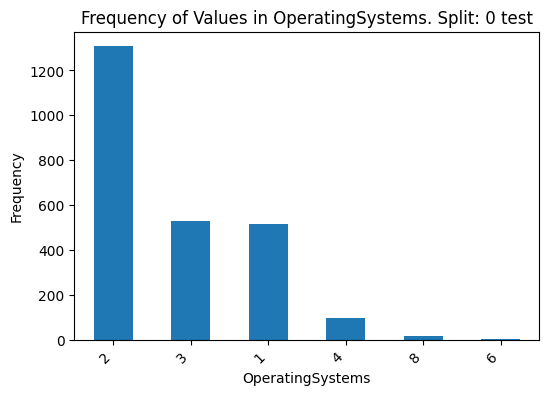 Frequency of Values in OperatingSystems. Split: 0 test
1200
1000
800
600
400
200
0
Frequency
2 3 1 4 8 6
OperatingSystems